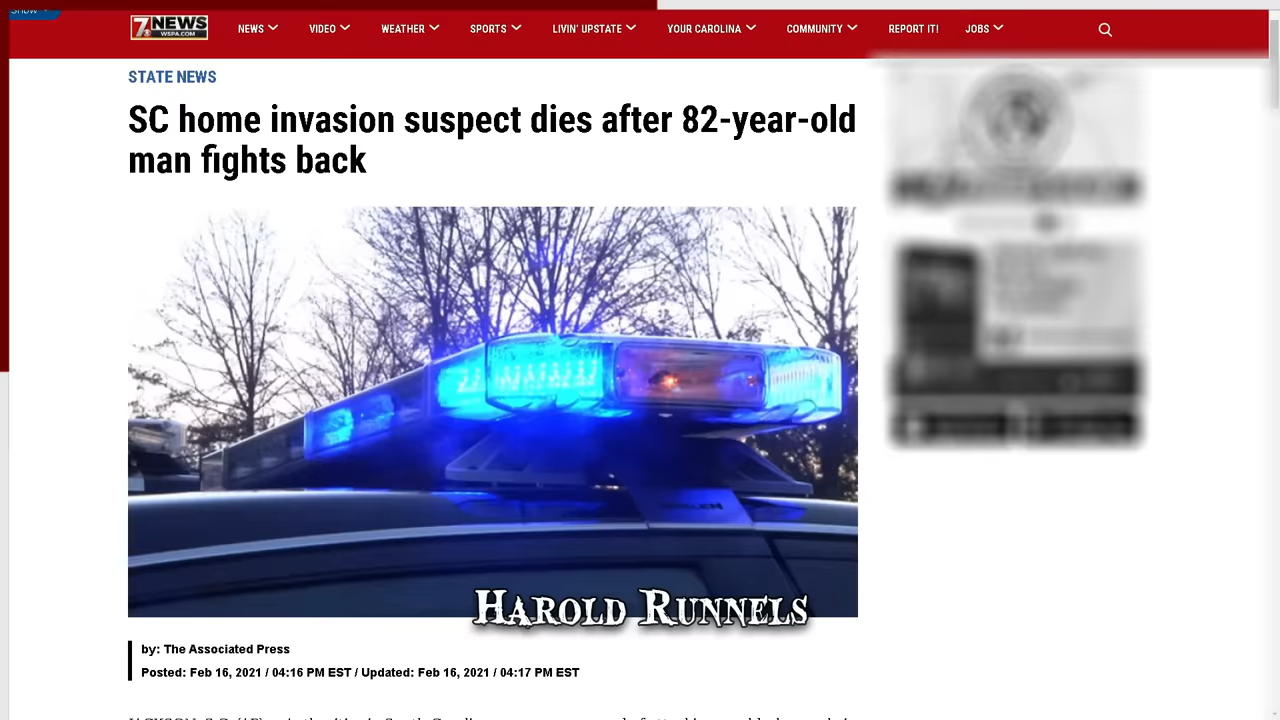 Show
7NEWS
WSPA.COM
NEWS VIDEO WEATHER SPORTS LIVIN' UPSTATE YOUR CAROLINA COMMUNITY REPORT IT! JOBS
STATE NEWS
SC home invasion suspect dies after 82-year-old
man fights back
HAROLD RUNNELS
by: The Associated Press
Posted: Feb 16, 2021 / 04:16 PM EST / Updated: Feb 16, 2021 / 04:17 PM EST